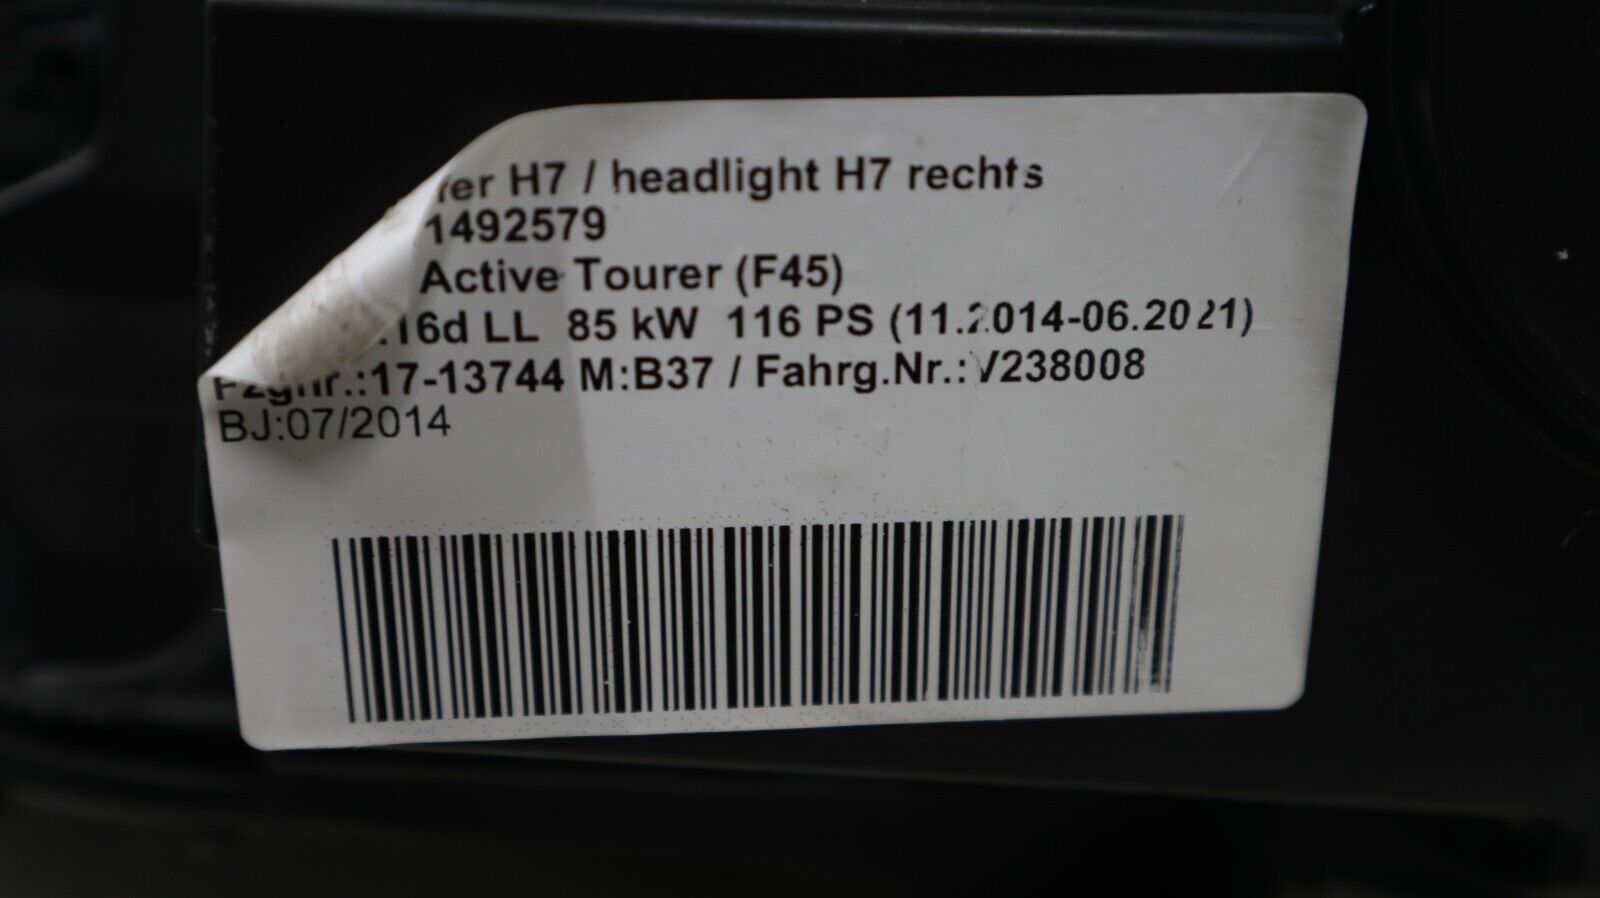 H7 / headlight H7 rechts
1492579
Active Tourer (F45)
16d LL 85 kW 116 PS (11.2014-06.2021)
Fzgnr.:17-13744 M:B37 / Fahrg.Nr.:V238008
BJ:07/2014